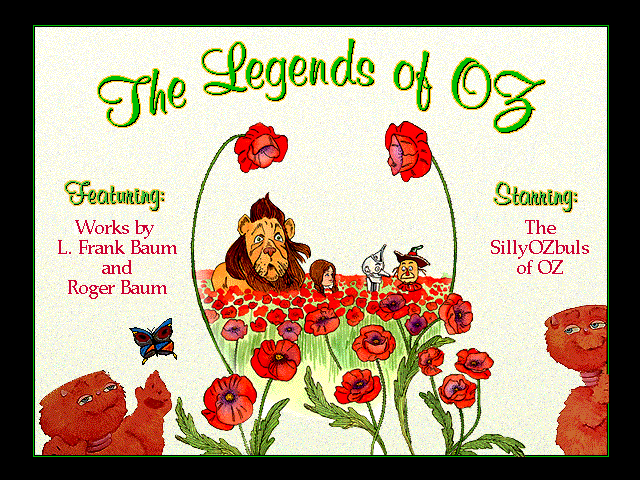 The Legends of OZ
Featuring:
Works by
L. Frank Baum
and
Roger Baum
Starring:
The
SillyOZbuls
of OZ